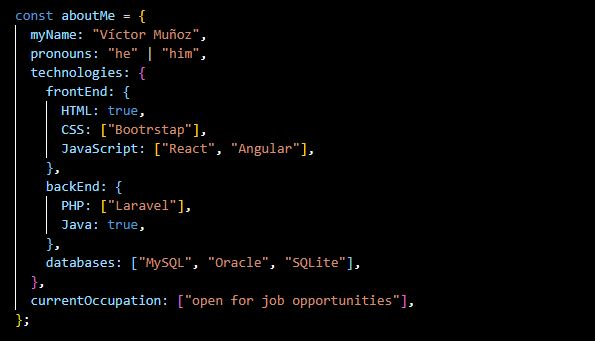 const aboutMe = {
  myName: "Víctor Muñoz",
  pronouns: "he" | "him",
  technologies: {
    frontEnd: {
      HTML: true,
      CSS: ["Bootrstap"],
      JavaScript: ["React", "Angular"],
    },
    backEnd: {
      PHP: ["Laravel"],
      Java: true,
    },
    databases: ["MySQL", "Oracle", "SQLite"],
  },
  currentOccupation: ["open for job opportunities"],
};